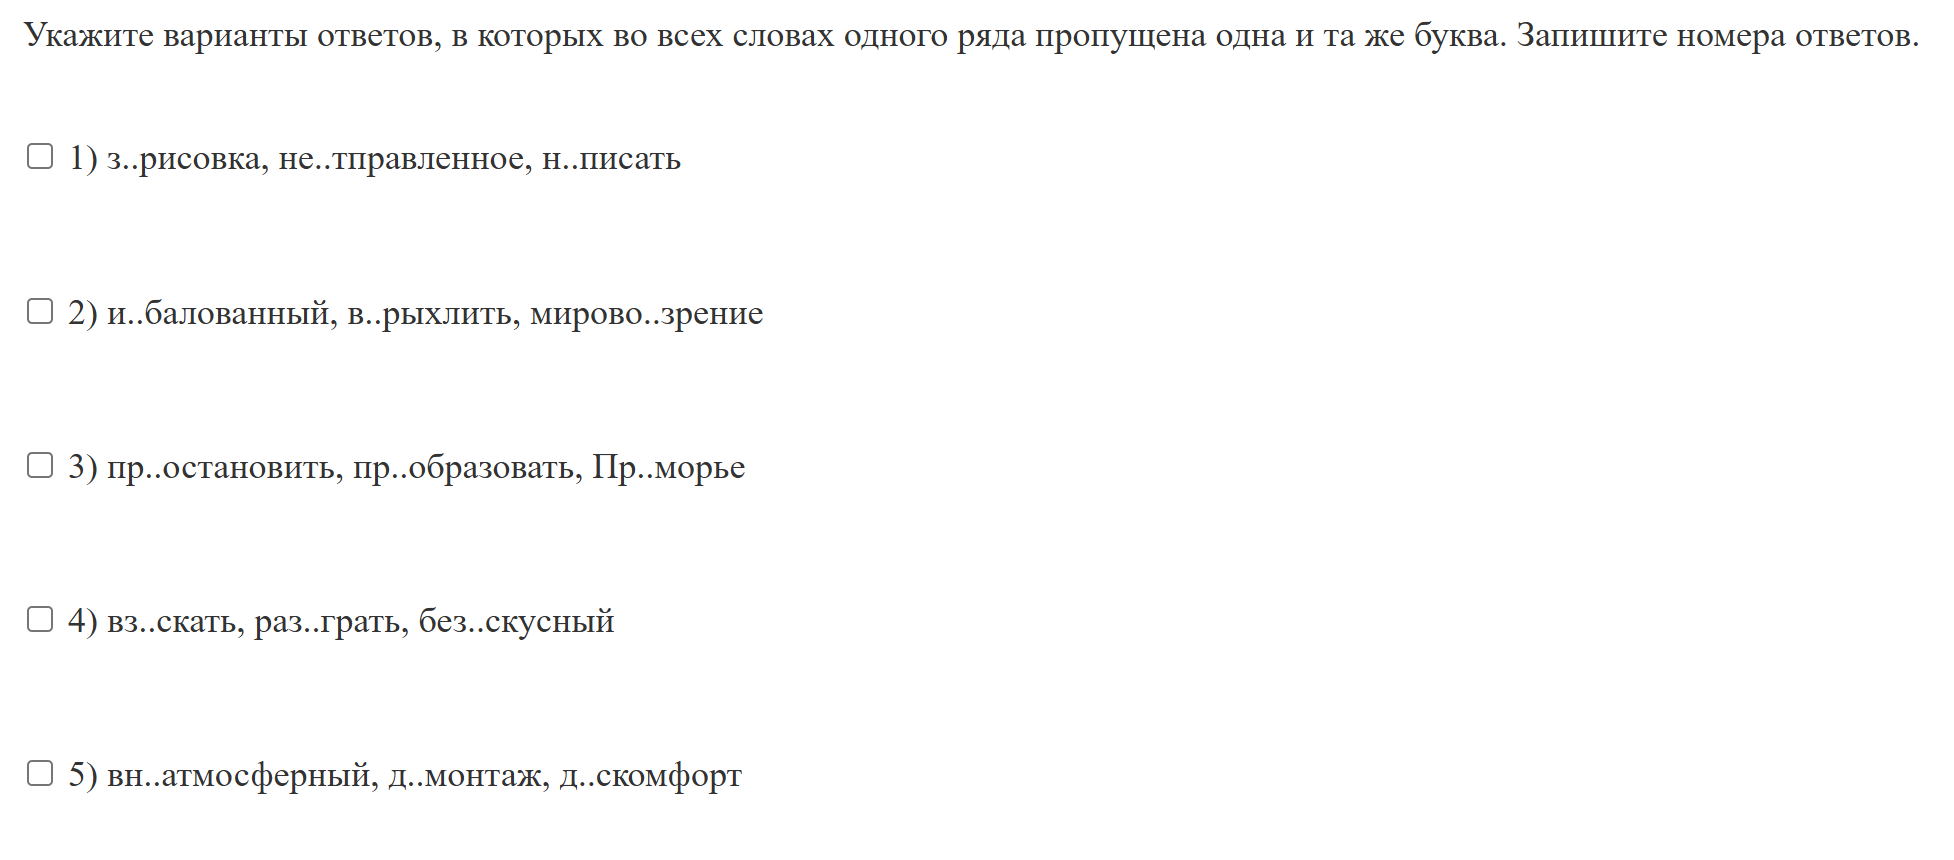 Укажите варианты ответов, в которых во всех словах одного ряда пропущена одна и та же буква. Запишите номера ответов.
1) з..рисовка, не..тправленное, н..писать
2) и..балованный, в..рыхлить, мирово..зрение
3) пр..остановить, пр..образовать, Пр..морье
4) вз..скать, раз..грать, без..скусный
5) вн..атмосферный, д..монтаж, д..скомфорт